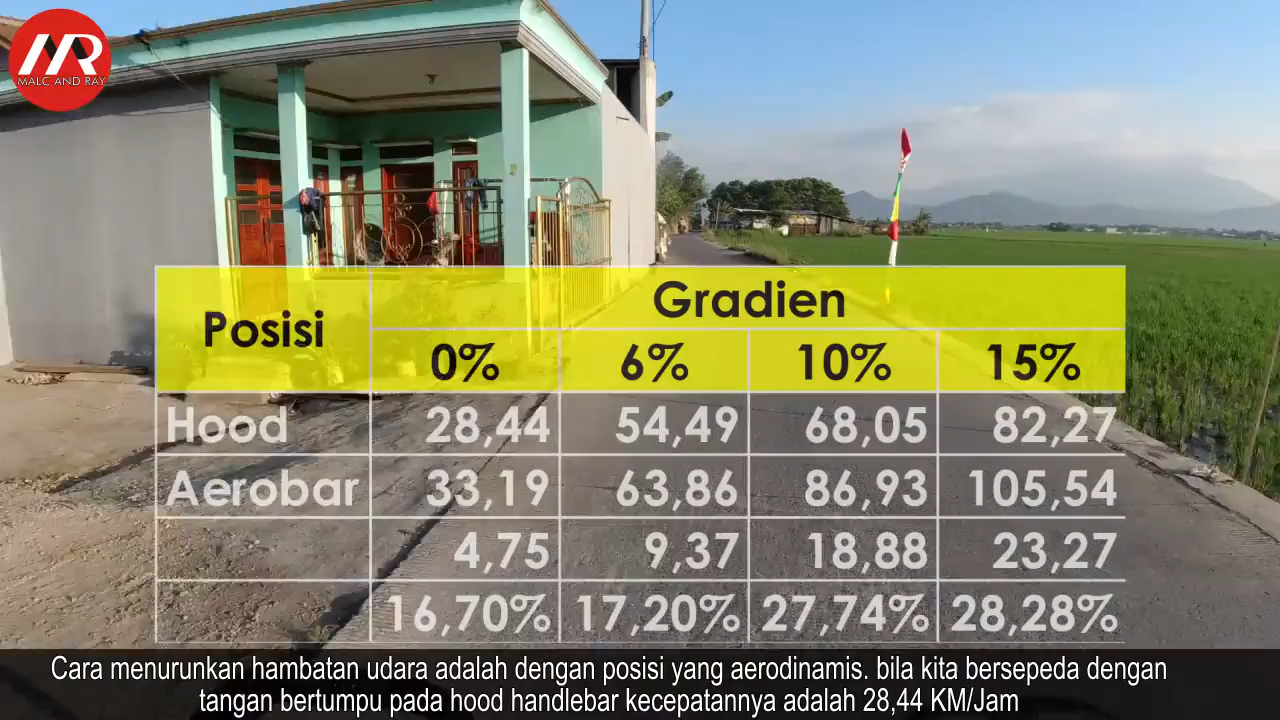 MR
MALC AND RAY
Posisi Gradien
0% 6% 10% 15%
Hood 28,44 54,49 68,05 82,27
Aerobar 33,19 63,86 86,93 105,54
4,75 9,37 18,88 23,27
16,70% 17,20% 27,74% 28,28%
Cara menurunkan hambatan udara adalah dengan posisi yang aerodinamis. bila kita bersepeda dengan
tangan bertumpu pada hood handlebar kecepatannya adalah 28,44 KM/Jam